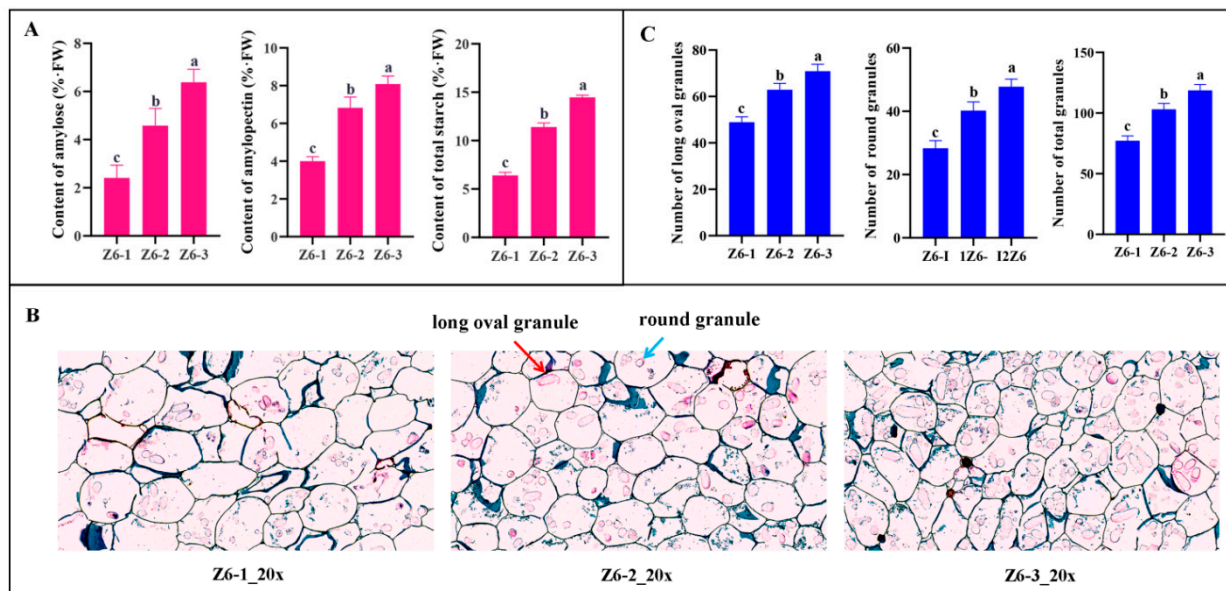 A
Content of amylose (%·FW)
8
6
4
2
0
c
b
a
Z6-1 Z6-2 Z6-3
Content of amylopectin (%·FW)
10
8
6
4
2
0
c
b
a
Z6-1 Z6-2 Z6-3
Content of total starch (%·FW)
20
15
10
5
0
c
b
a
Z6-1 Z6-2 Z6-3
C
Number of long oval granules
80
60
40
20
0
c
b
a
Z6-1 Z6-2 Z6-3
Number of round granules
60
40
20
0
c
b
a
Z6-I 1Z6- I2Z6
Number of total granules
150
100
50
0
c
b
a
Z6-1 Z6-2 Z6-3
B
long oval granule
round granule
Z6-1_20x
Z6-2_20x
Z6-3_20x